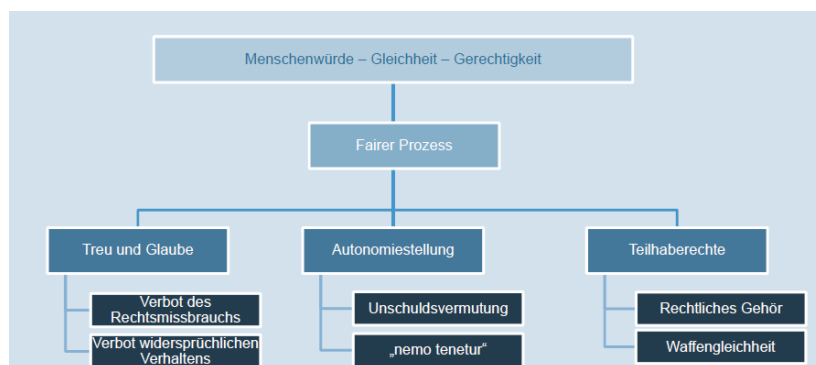 Menschenwürde – Gleichheit – Gerechtigkeit
Fairer Prozess
Treu und Glaube
Autonomiestellung
Teilhaberechte
Verbot des
Rechtsmissbrauchs
Verbot widersprüchlichen
Verhaltens
Unschuldsvermutung
„nemo tenetur“
Rechtliches Gehör
Waffengleichheit